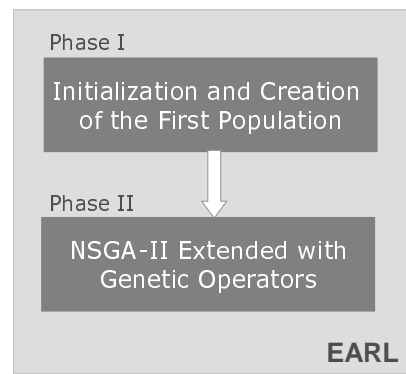 Phase I
Initialization and Creation
of the First Population
Phase II
NSGA-II Extended with
Genetic Operators
EARL